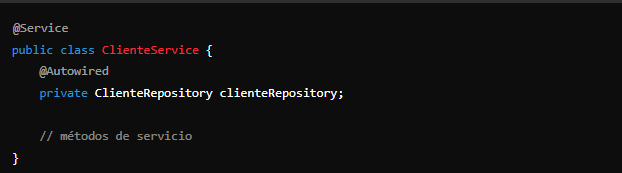 @Service
public class ClienteService {
    @Autowired
    private ClienteRepository clienteRepository;
    // métodos de servicio
}